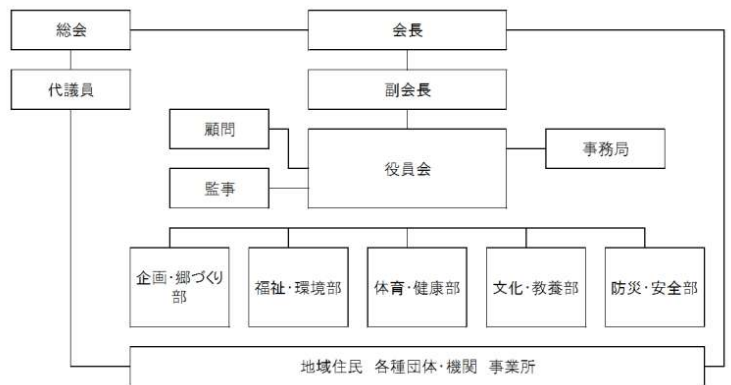 総会
会長
代議員
副会長
顧問
役員会
事務局
監事
企画・郷づくり
部
福祉・環境部
体育・健康部
文化・教養部
防災・安全部
地域住民 各種団体・機関 事業所